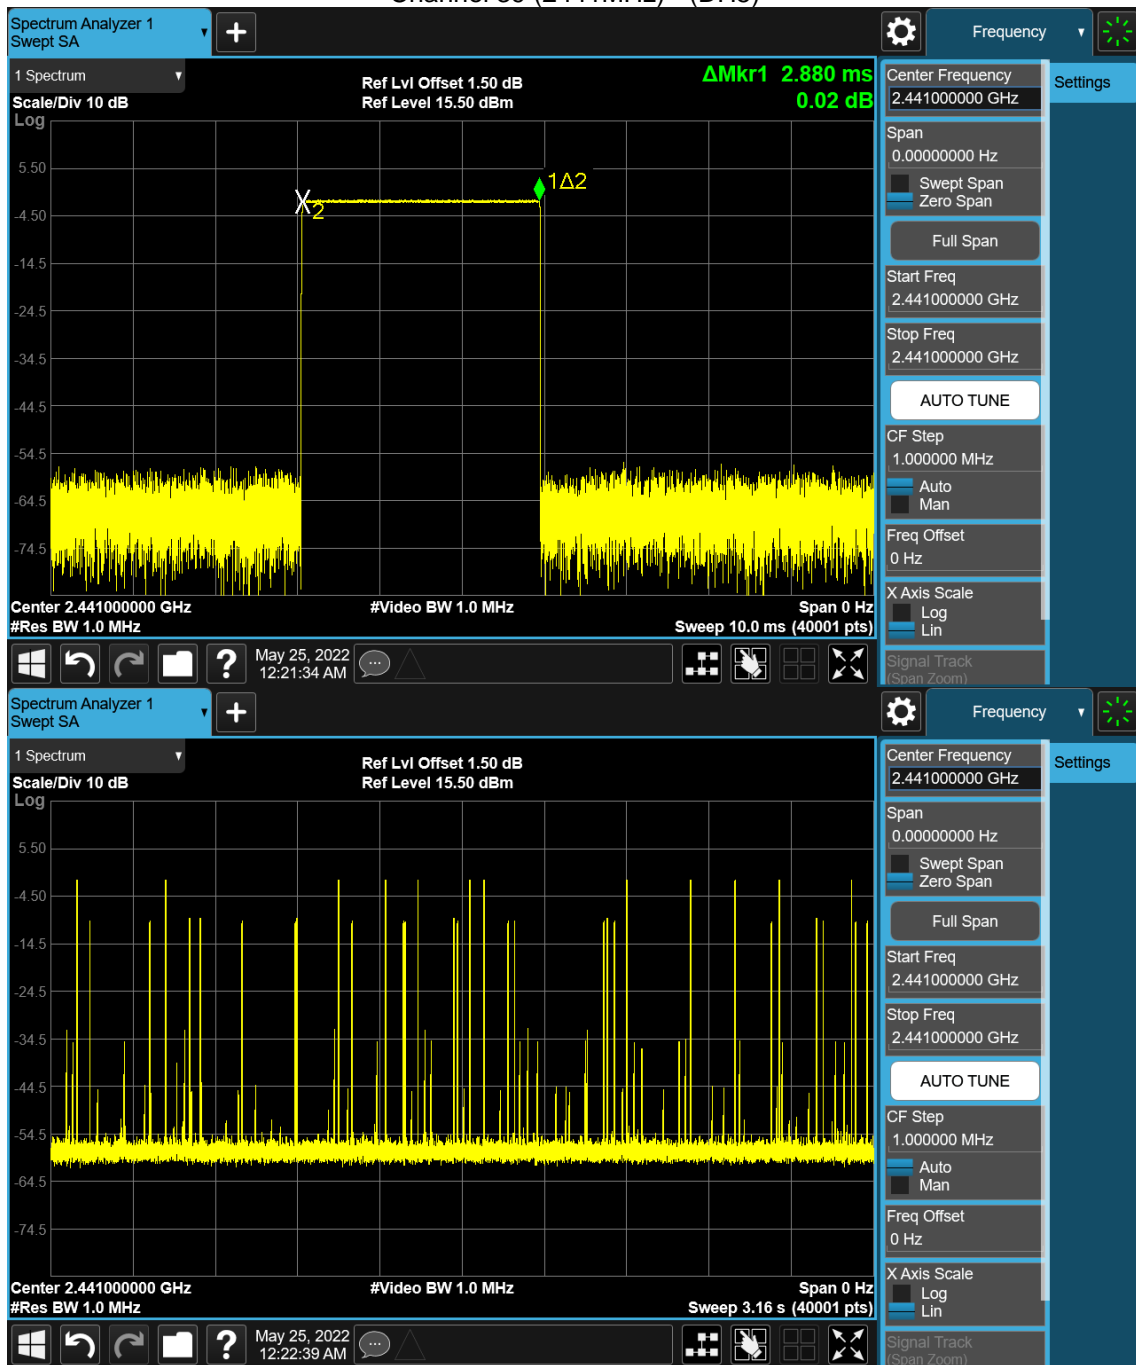 Spectrum Analyzer 1
Swept SA
Frequency
1 Spectrum
Scale/Div 10 dB
Ref Lvl Offset 1.50 dB
Ref Level 15.50 dBm
ΔMkr1 2.880 ms
0.02 dB
Log
5.50
-4.50
-14.5
-24.5
-34.5
-44.5
-54.5
-64.5
-74.5
X2
1Δ2
Center 2.441000000 GHz
#Video BW 1.0 MHz
Span 0 Hz
#Res BW 1.0 MHz
Sweep 10.0 ms (40001 pts)
Center Frequency
2.441000000 GHz
Settings
Span
0.00000000 Hz
Swept Span
Zero Span
Full Span
Start Freq
2.441000000 GHz
Stop Freq
2.441000000 GHz
AUTO TUNE
CF Step
1.000000 MHz
Auto
Man
Freq Offset
0 Hz
X Axis Scale
Log
Lin
Signal Track
(Span Zoom)
?
May 25, 2022
12:21:34 AM
Spectrum Analyzer 1
Swept SA
Frequency
1 Spectrum
Scale/Div 10 dB
Ref Lvl Offset 1.50 dB
Ref Level 15.50 dBm
Log
5.50
-4.50
-14.5
-24.5
-34.5
-44.5
-54.5
-64.5
-74.5
Center 2.441000000 GHz
#Video BW 1.0 MHz
Span 0 Hz
#Res BW 1.0 MHz
Sweep 3.16 s (40001 pts)
Center Frequency
2.441000000 GHz
Settings
Span
0.00000000 Hz
Swept Span
Zero Span
Full Span
Start Freq
2.441000000 GHz
Stop Freq
2.441000000 GHz
AUTO TUNE
CF Step
1.000000 MHz
Auto
Man
Freq Offset
0 Hz
X Axis Scale
Log
Lin
Signal Track
(Span Zoom)
?
May 25, 2022
12:22:39 AM